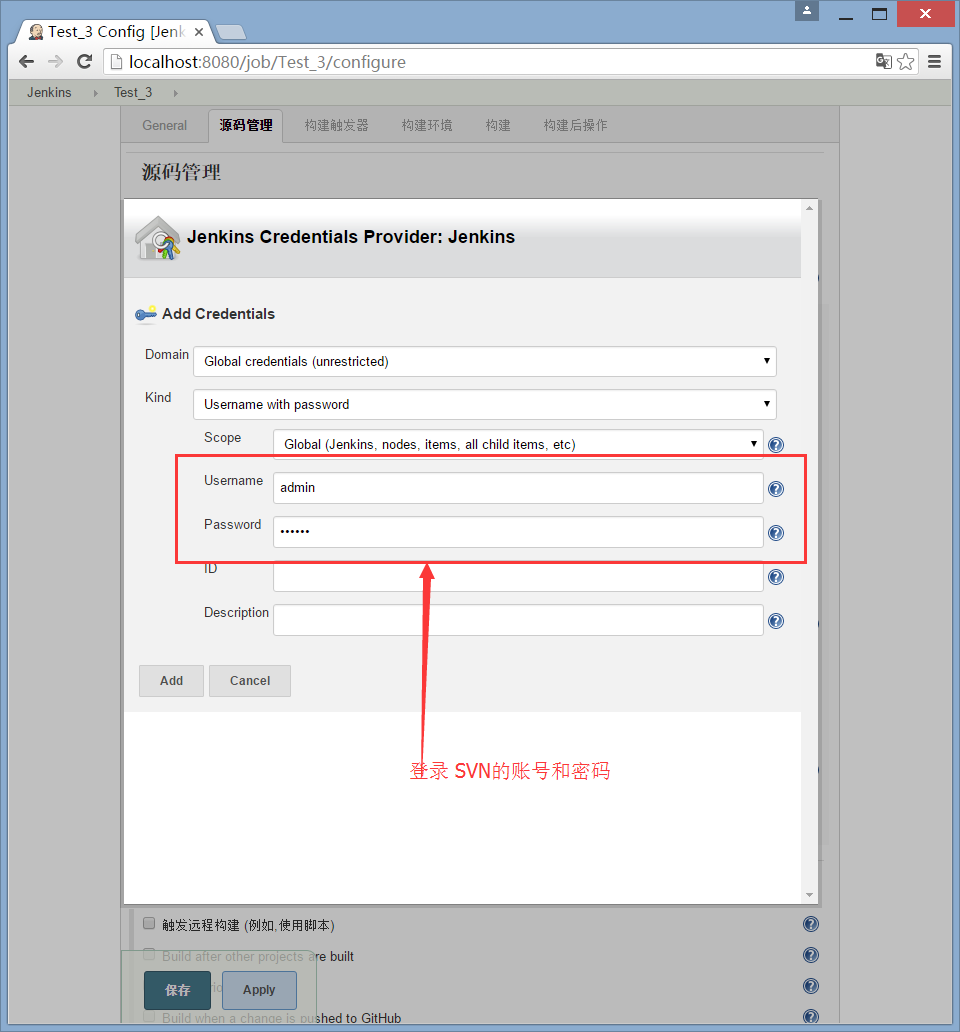 Test_3 Config [Jenk
localhost:8080/job/Test_3/configure
Jenkins
Test_3
General 源码管理 构建触发器 构建环境 构建 构建后操作
源码管理
Jenkins Credentials Provider: Jenkins
Add Credentials
Domain Global credentials (unrestricted)
Kind Username with password
Scope Global (Jenkins, nodes, items, all child items, etc)
Username admin
Password ••••••
ID
Description
Add Cancel
登录 SVN的账号和密码
触发远程构建 (例如,使用脚本)
Build after other projects are built
保存 Apply
Build when a change is pushed to GitHub